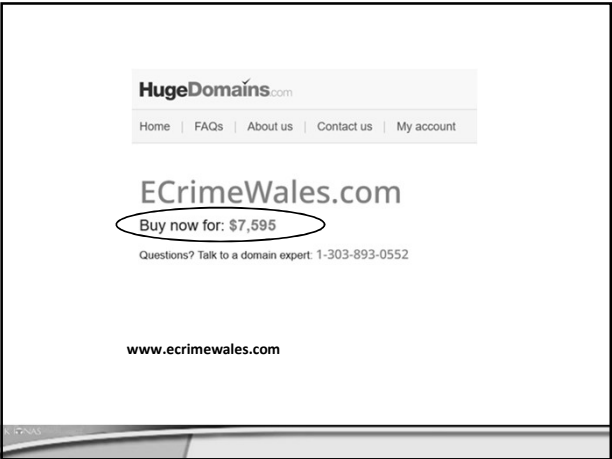 HugeDomains.com
Home | FAQs | About us | Contact us | My account
ECrimeWales.com
Buy now for: $7,595
Questions? Talk to a domain expert: 1-303-893-0552
www.ecrimewales.com